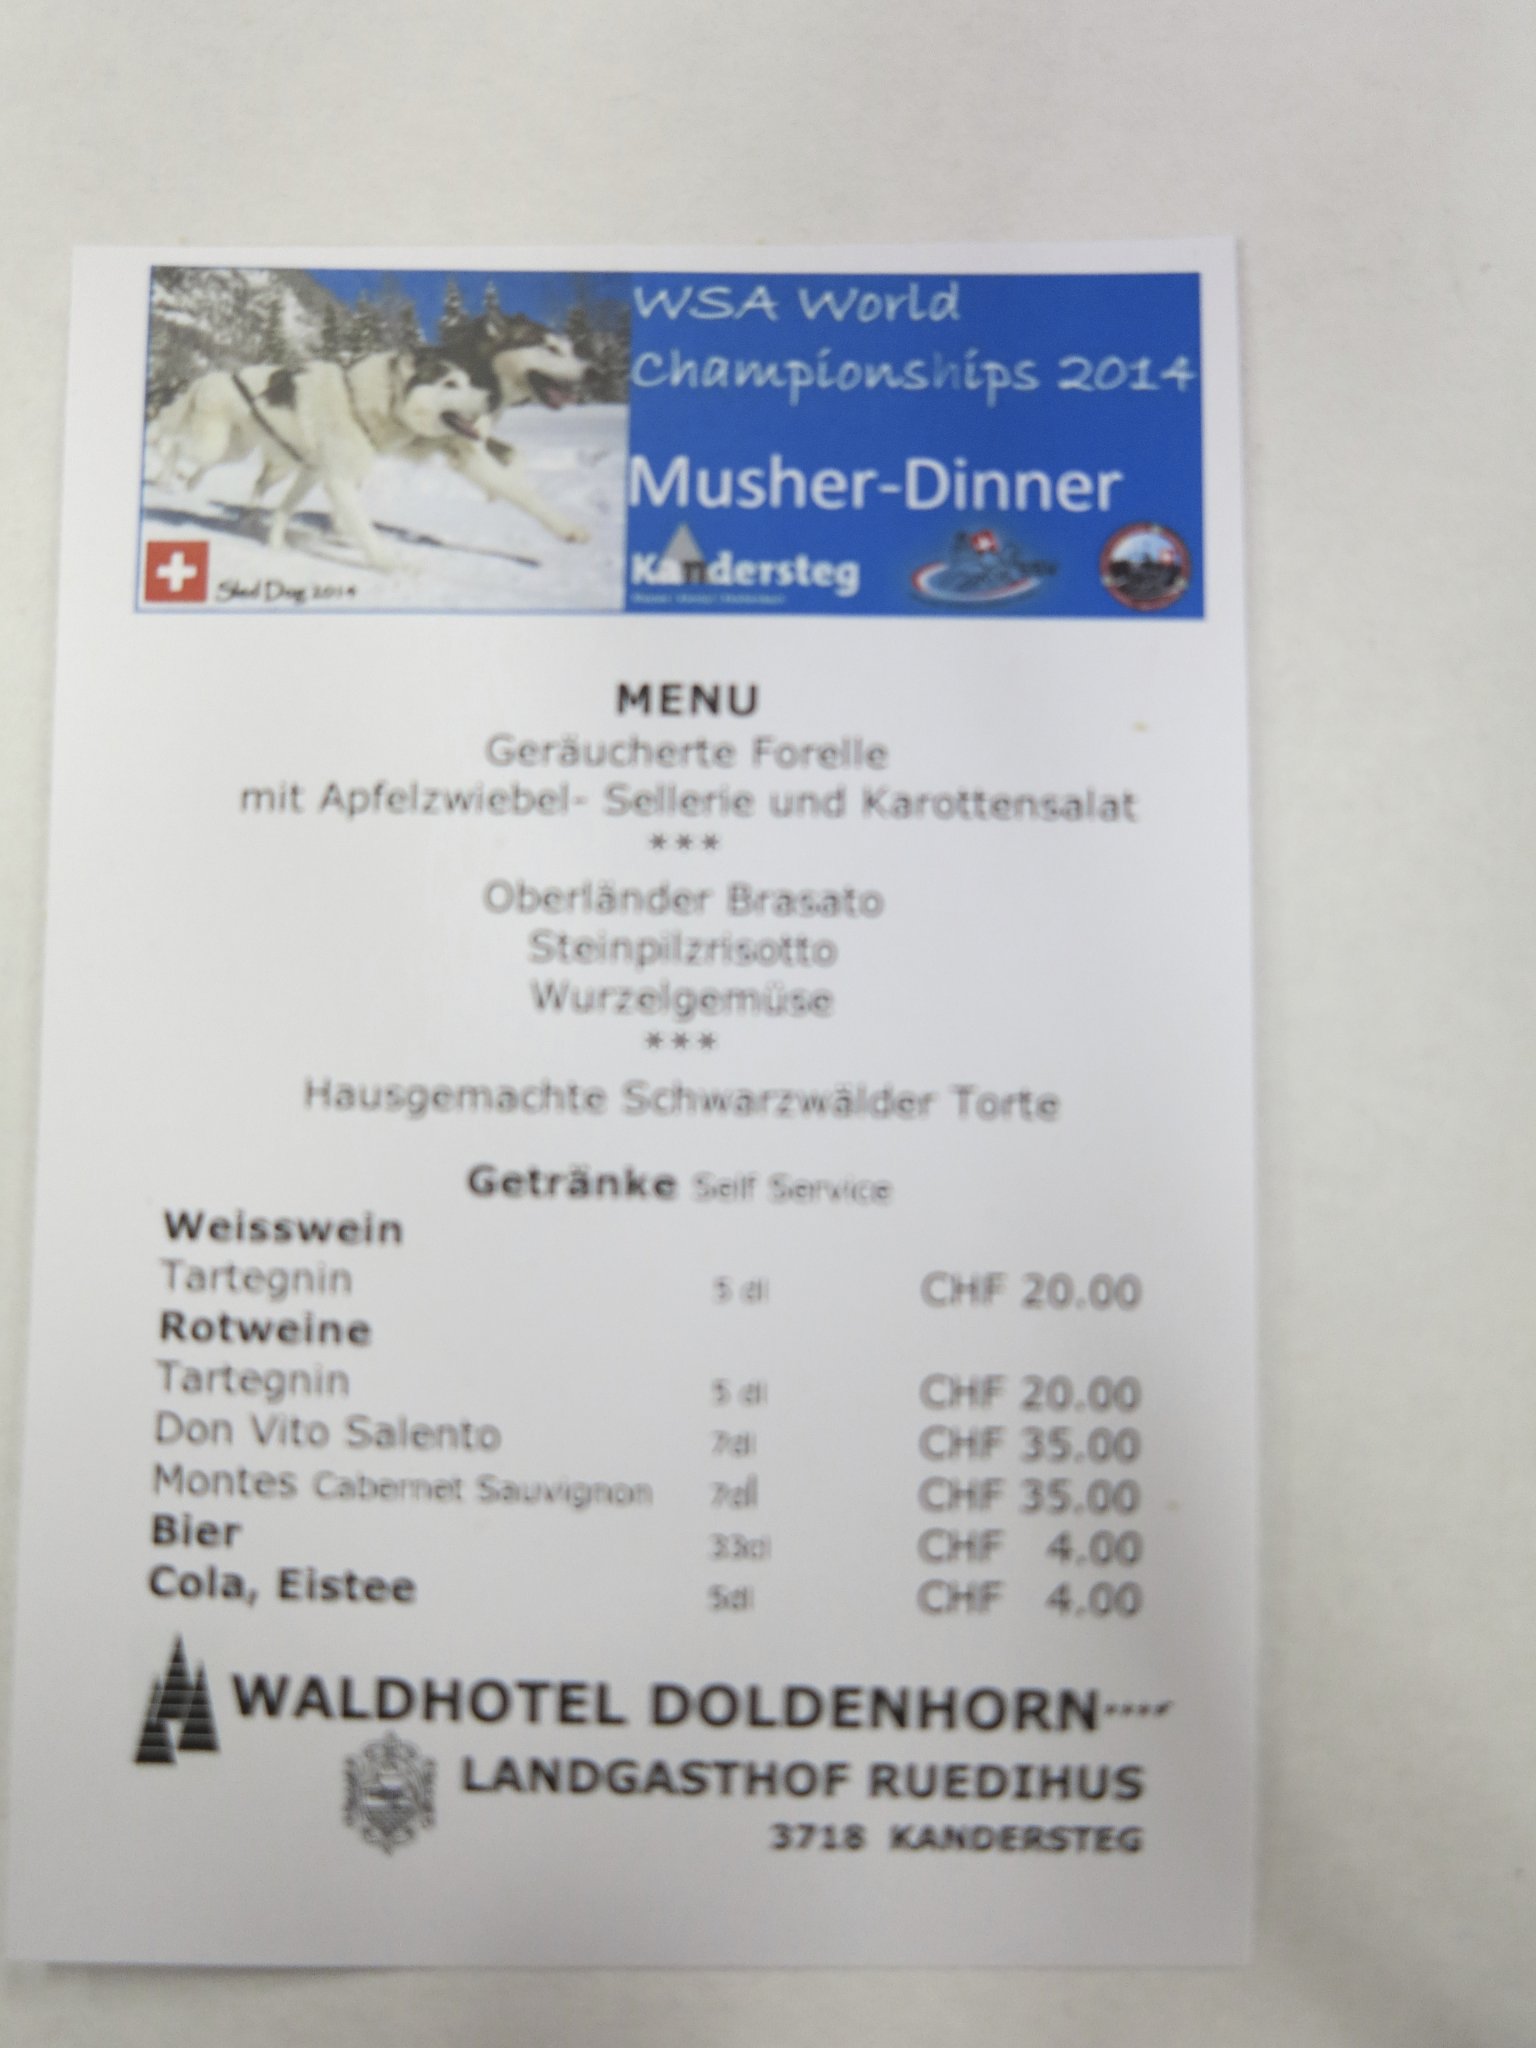 WSA World
Championships 2014
Musher-Dinner
Kandersteg
Sled Dog 2014
MENU
Geräucherte Forelle
mit Apfelzwiebel- Sellerie und Karottensalat
***
Oberländer Brasato
Steinpilzrisotto
Wurzelgemüse
***
Hausgemachte Schwarzwälder Torte
Getränke Self Service
Weisswein
Tartegnin 5 dl CHF 20.00
Rotweine
Tartegnin 5 dl CHF 20.00
Don Vito Salento 7dl CHF 35.00
Montes Cabernet Sauvignon 7dl CHF 35.00
Bier 33cl CHF 4.00
Cola, Eistee 5dl CHF 4.00
WALDHOTEL DOLDENHORN
LANDGASTHOF RUEDIHUS
3718 KANDERSTEG